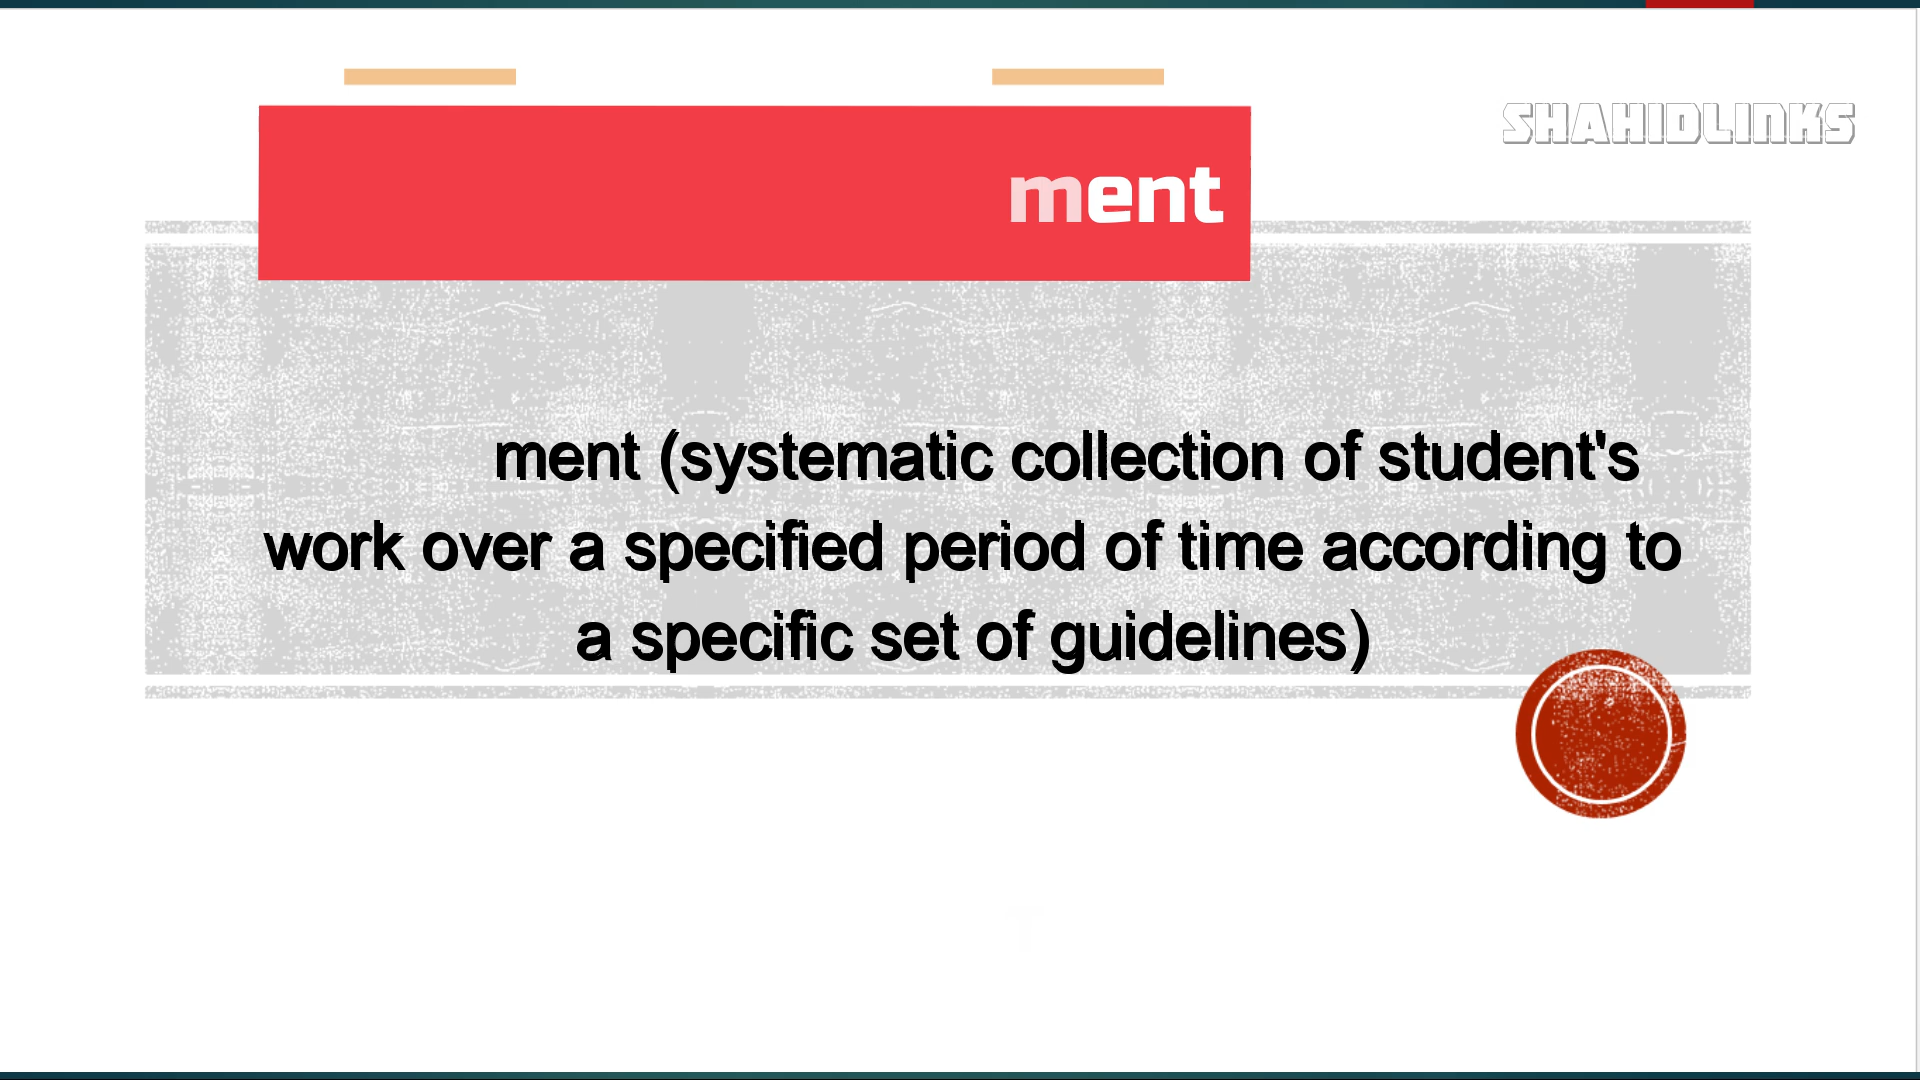 SHAHIDLINKS
ment
ment (systematic collection of student's
work over a specified period of time according to
a specific set of guidelines)